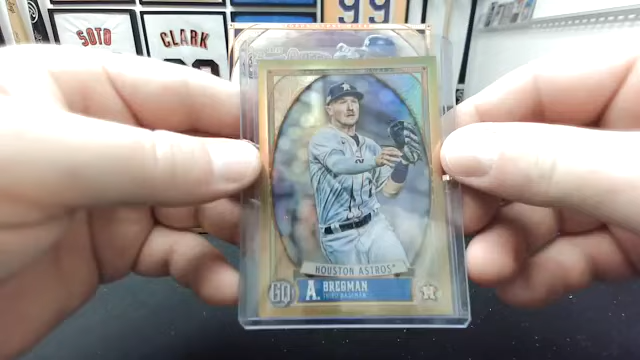 99
SOTO
CLARK
HOUSTON ASTROS®
GQ
A. BREGMAN
THIRD BASEMAN
H